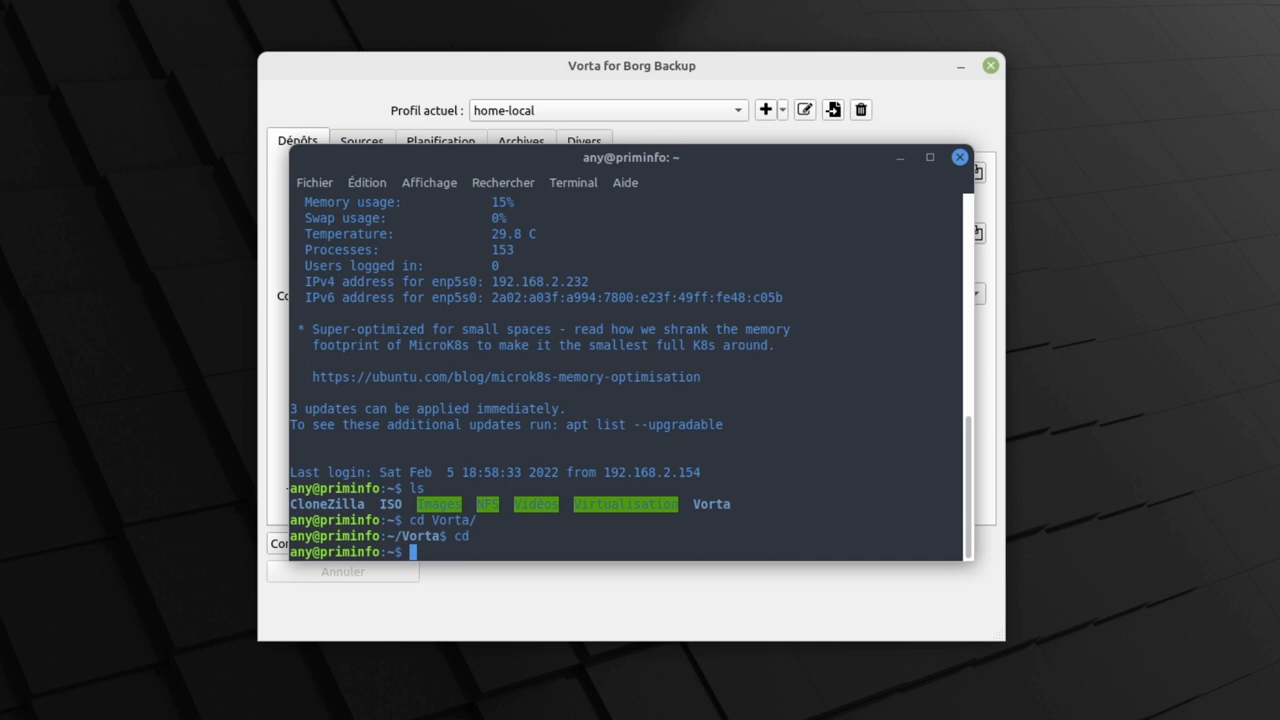 Vorta for Borg Backup
Profil actuel : home-local
Dépôts Sources Planification Archives Divers
any@priminfo: ~
Fichier Édition Affichage Rechercher Terminal Aide
Memory usage: 15%
Swap usage: 0%
Temperature: 29.8 C
Processes: 153
Users logged in: 0
IPv4 address for enp5s0: 192.168.2.232
IPv6 address for enp5s0: 2a02:a03f:a994:7800:e23f:49ff:fe48:c05b
* Super-optimized for small spaces - read how we shrank the memory
footprint of MicroK8s to make it the smallest full K8s around.
https://ubuntu.com/blog/microk8s-memory-optimisation
3 updates can be applied immediately.
To see these additional updates run: apt list --upgradable
Last login: Sat Feb  5 18:58:33 2022 from 192.168.2.154
any@priminfo:~$ ls
CloneZilla ISO Images NFS Vidéos Virtualisation Vorta
any@priminfo:~$ cd Vorta/
any@priminfo:~/Vorta$ cd
any@priminfo:~$
Annuler